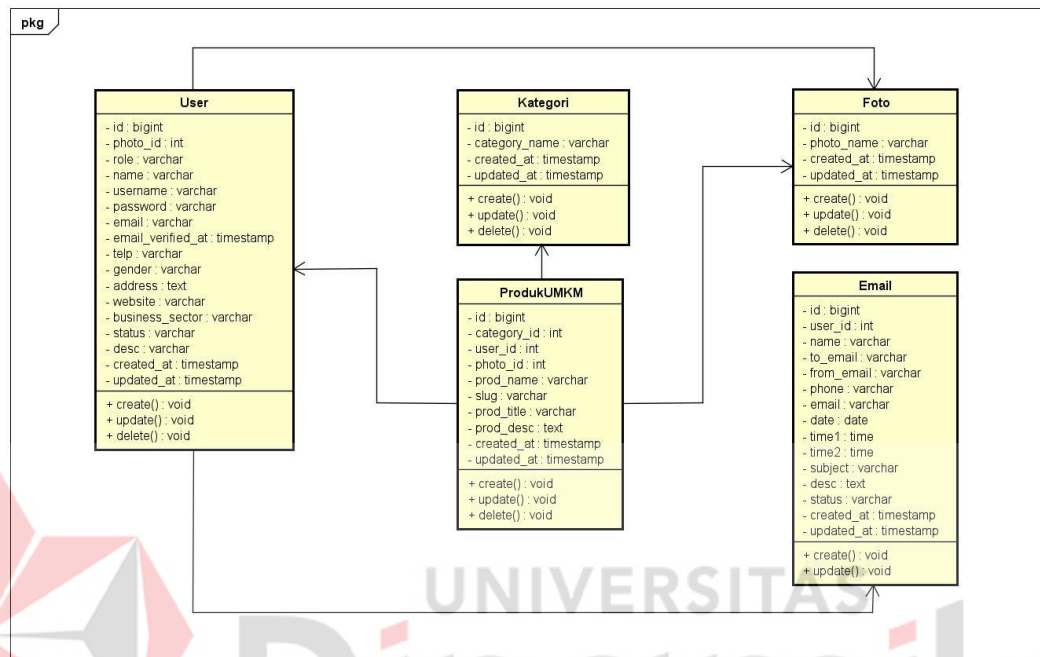 pkg
User
- id : bigint
- photo_id : int
- role : varchar
- name : varchar
- username : varchar
- password : varchar
- email : varchar
- email_verified_at : timestamp
- telp : varchar
- gender : varchar
- address : text
- website : varchar
- business_sector : varchar
- status : varchar
- desc : varchar
- created_at : timestamp
- updated_at : timestamp
+ create() : void
+ update() : void
+ delete() : void
Kategori
- id : bigint
- category_name : varchar
- created_at : timestamp
- updated_at : timestamp
+ create() : void
+ update() : void
+ delete() : void
Foto
- id : bigint
- photo_name : varchar
- created_at : timestamp
- updated_at : timestamp
+ create() : void
+ update() : void
+ delete() : void
ProdukUMKM
- id : bigint
- category_id : int
- user_id : int
- photo_id : int
- prod_name : varchar
- slug : varchar
- prod_title : varchar
- prod_desc : text
- created_at : timestamp
- updated_at : timestamp
+ create() : void
+ update() : void
+ delete() : void
Email
- id : bigint
- user_id : int
- name : varchar
- to_email : varchar
- from_email : varchar
- phone : varchar
- email : varchar
- date : date
- time1 : time
- time2 : time
- subject : varchar
- desc : text
- status : varchar
- created_at : timestamp
- updated_at : timestamp
+ create() : void
+ update() : void
UNIVERSITAS